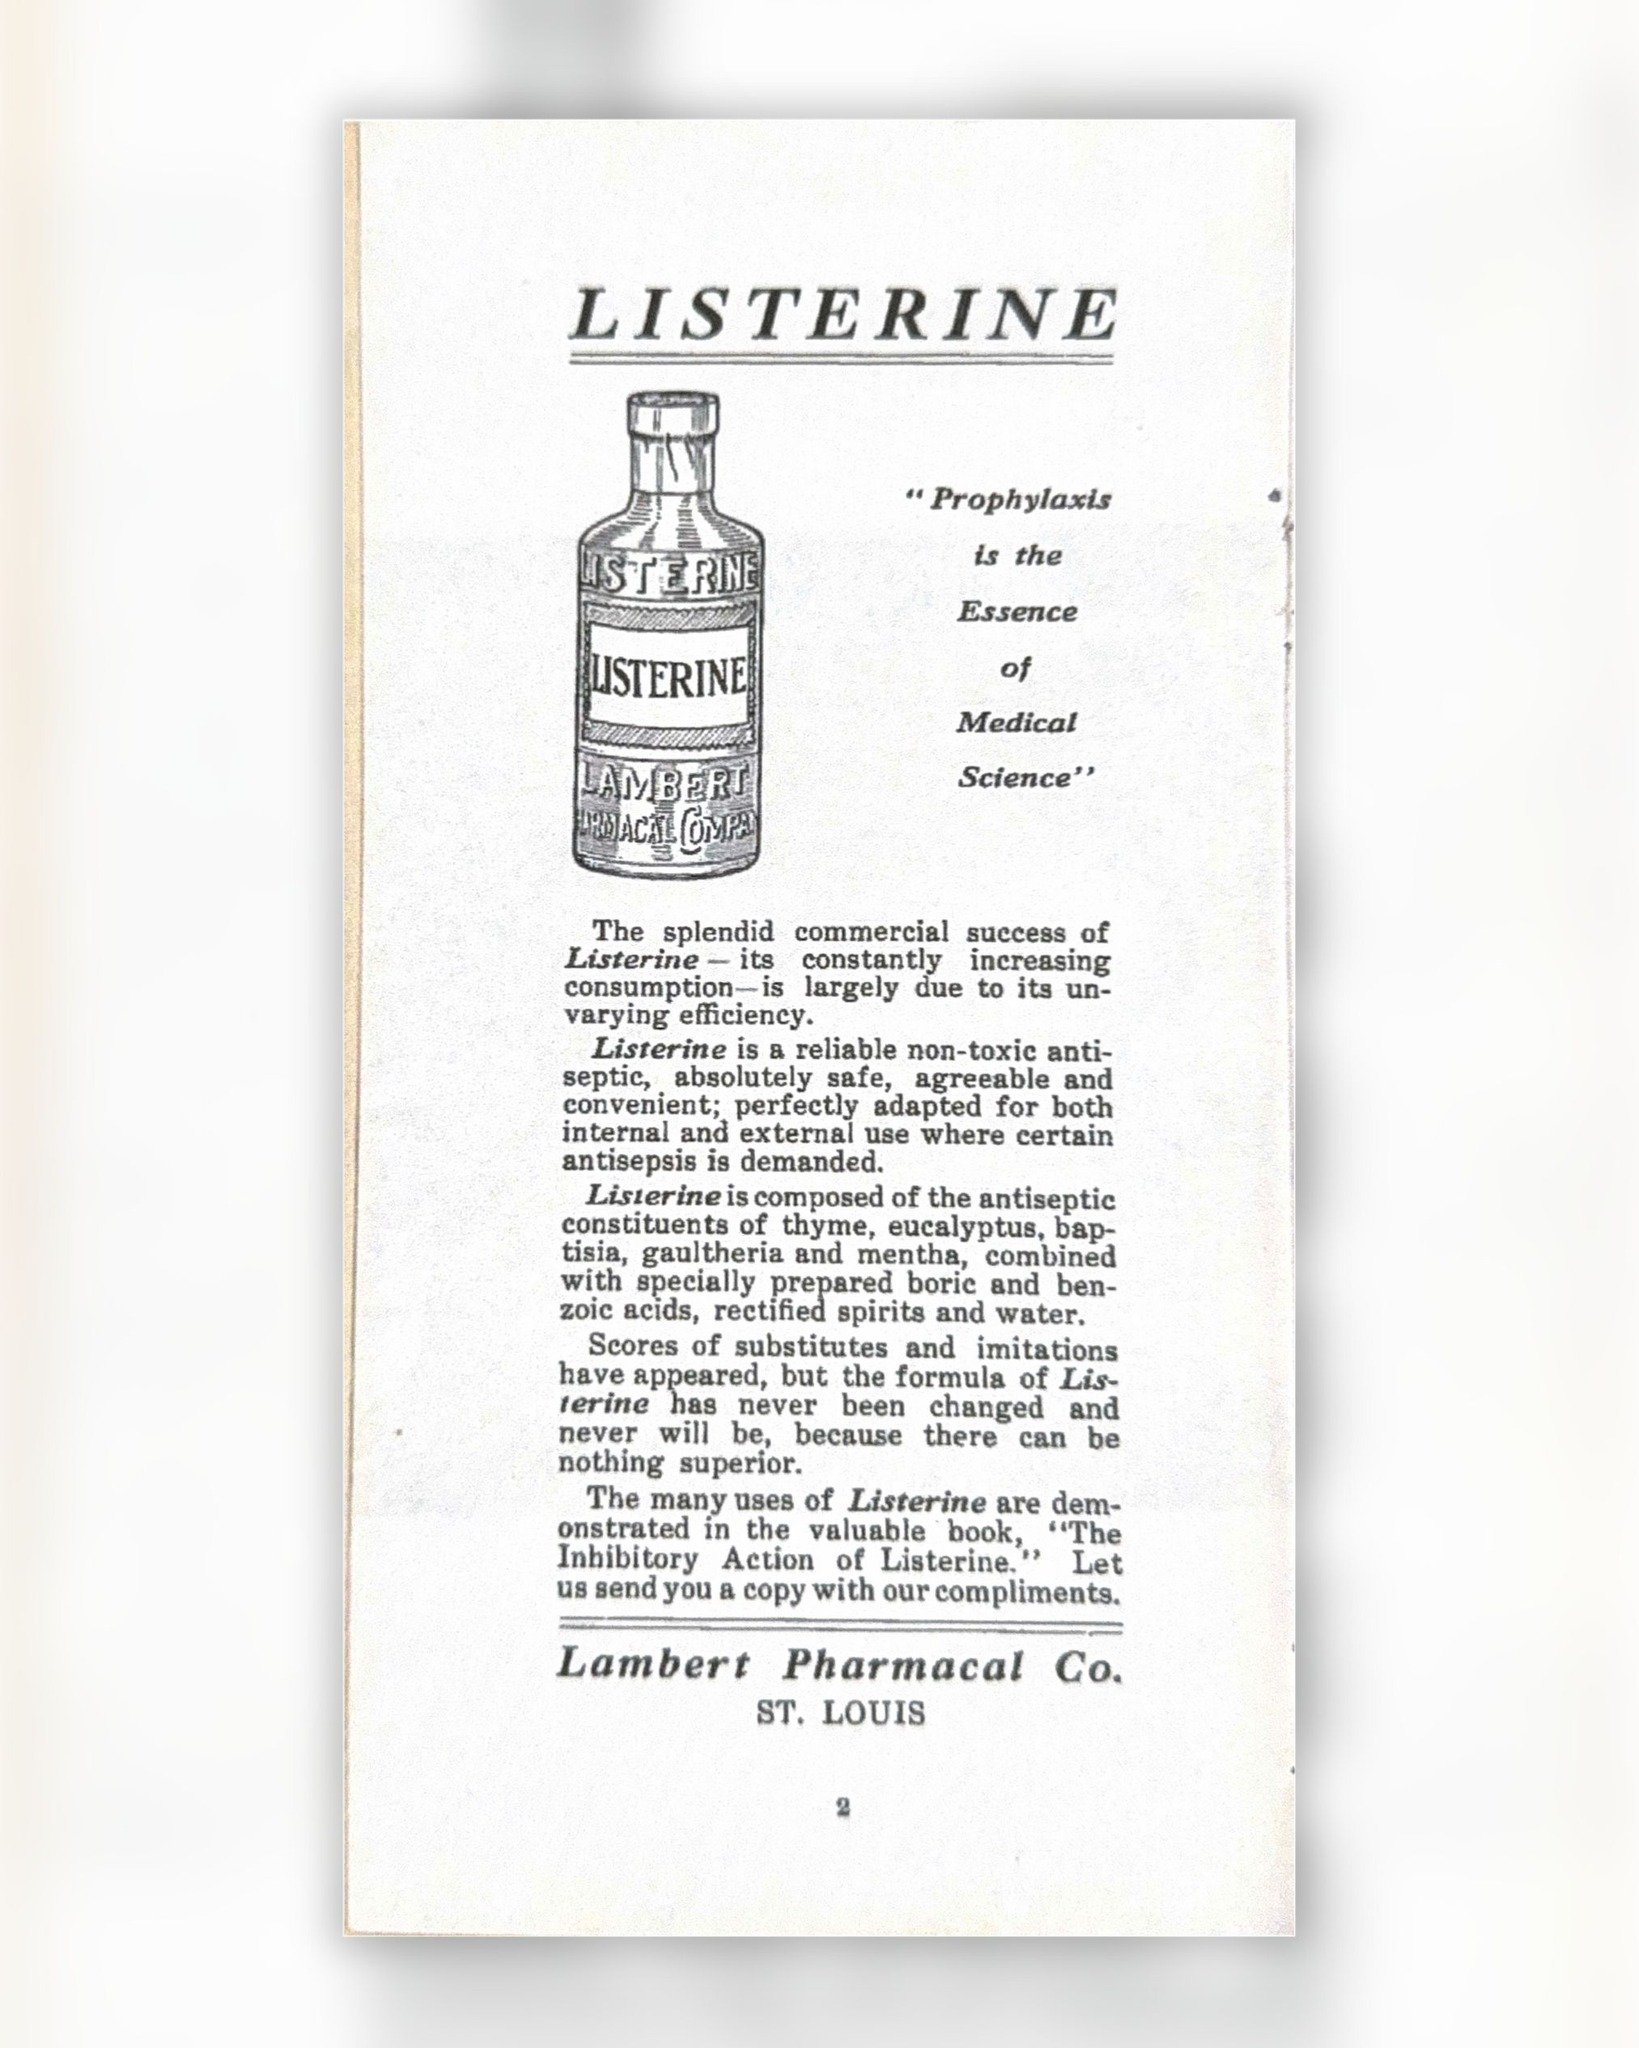 LISTERINE
LISTERINE
LISTERINE
LAMBERT
COMPA
" Prophylaxis
is the
Essence
of
Medical
Science"
The splendid commercial success of
Listerine — its constantly increasing
consumption—is largely due to its un-
varying efficiency.
Listerine is a reliable non-toxic anti-
septic, absolutely safe, agreeable and
convenient; perfectly adapted for both
internal and external use where certain
antisepsis is demanded.
Listerine is composed of the antiseptic
constituents of thyme, eucalyptus, bap-
tisia, gaultheria and mentha, combined
with specially prepared boric and ben-
zoic acids, rectified spirits and water.
Scores of substitutes and imitations
have appeared, but the formula of Lis-
terine has never been changed and
never will be, because there can be
nothing superior.
The many uses of Listerine are dem-
onstrated in the valuable book, "The
Inhibitory Action of Listerine." Let
us send you a copy with our compliments.
Lambert Pharmacal Co.
ST. LOUIS
2